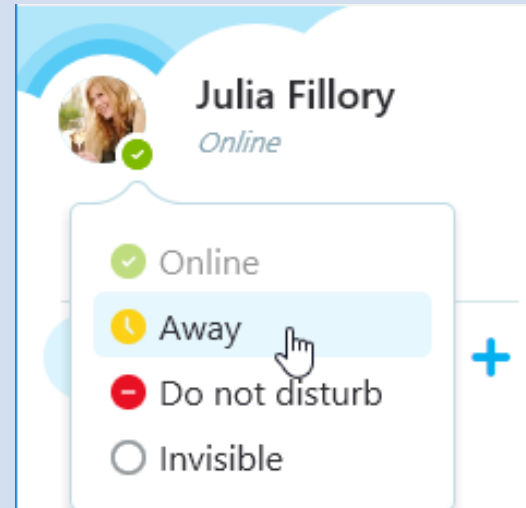 Julia Fillory
Online
Online
Away
Do not disturb
Invisible